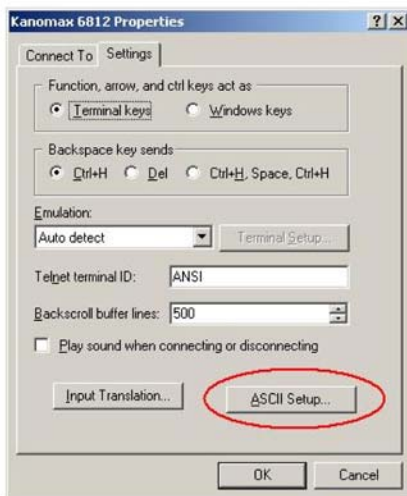 Kanomax 6812 Properties
Connect To
Settings
Function, arrow, and ctrl keys act as
Terminal keys
Windows keys
Backspace key sends
Ctrl+H
Del
Ctrl+H, Space, Ctrl+H
Emulation:
Auto detect
Terminal Setup...
Telnet terminal ID:
ANSI
Backscroll buffer lines:
500
Play sound when connecting or disconnecting
Input Translation...
ASCII Setup...
OK
Cancel